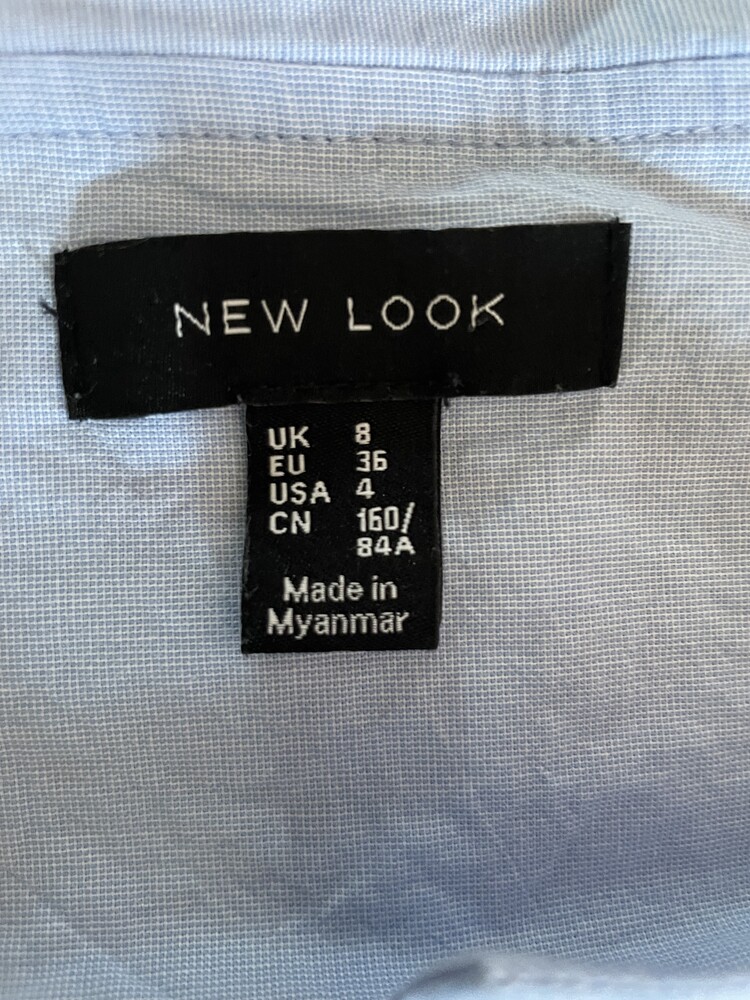 NEW LOOK
UK 8
EU 36
USA 4
CN 160/
84A
Made in
Myanmar